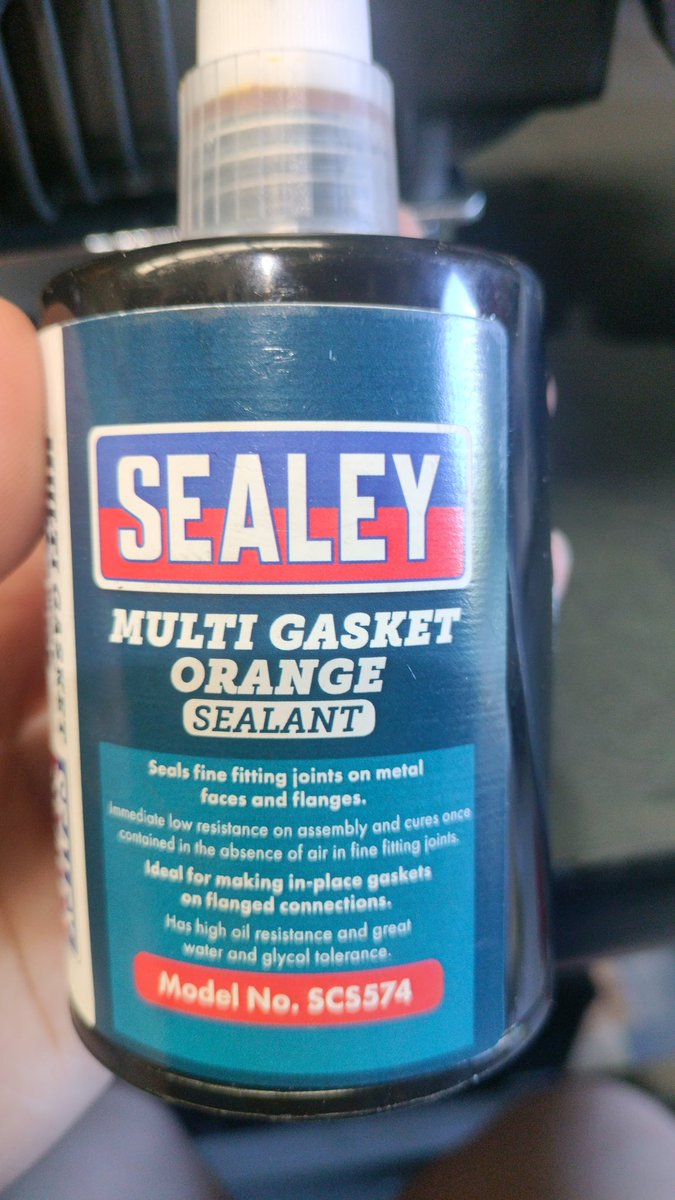 SEALEY
MULTI GASKET
ORANGE
SEALANT
Seals fine fitting joints on metal
faces and flanges.
Immediate low resistance on assembly and cures once
contained in the absence of air in fine fitting joints.
Ideal for making in-place gaskets
on flanged connections.
Has high oil resistance and great
water and glycol tolerance.
Model No. SCS574
MULTI GASKET